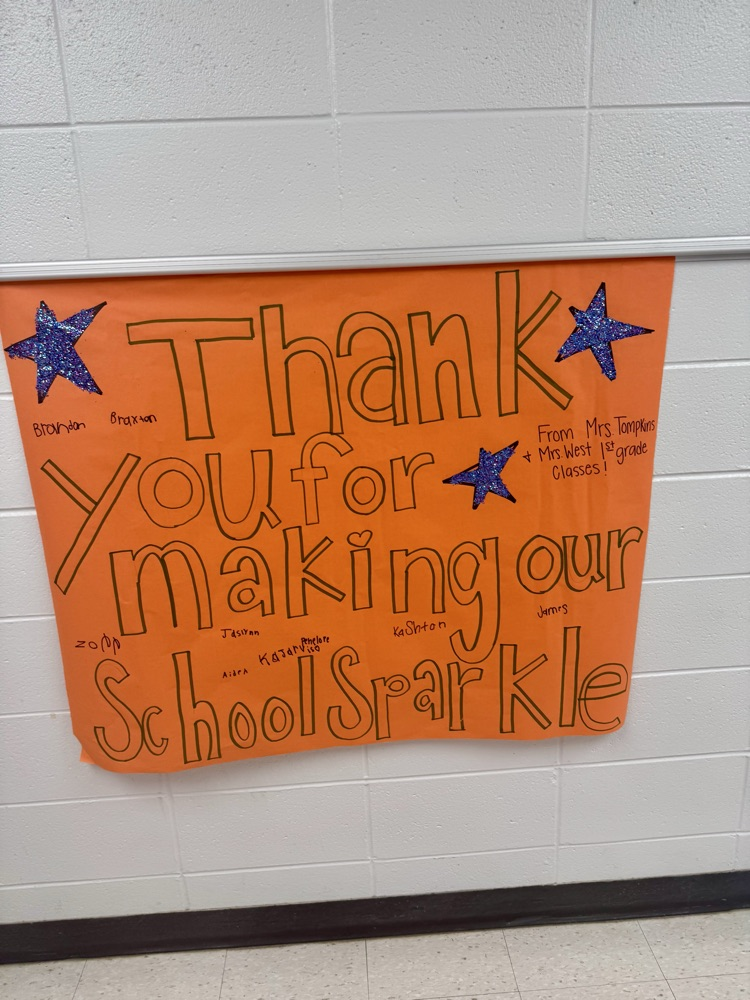 Thank
Brandon Braxton
From Mrs. Tompkins
+ Mrs. West 1st grade
Classes!
you for
making our
James
Kashton
Jaslynn
Penelope
Aiden
School Sparkle